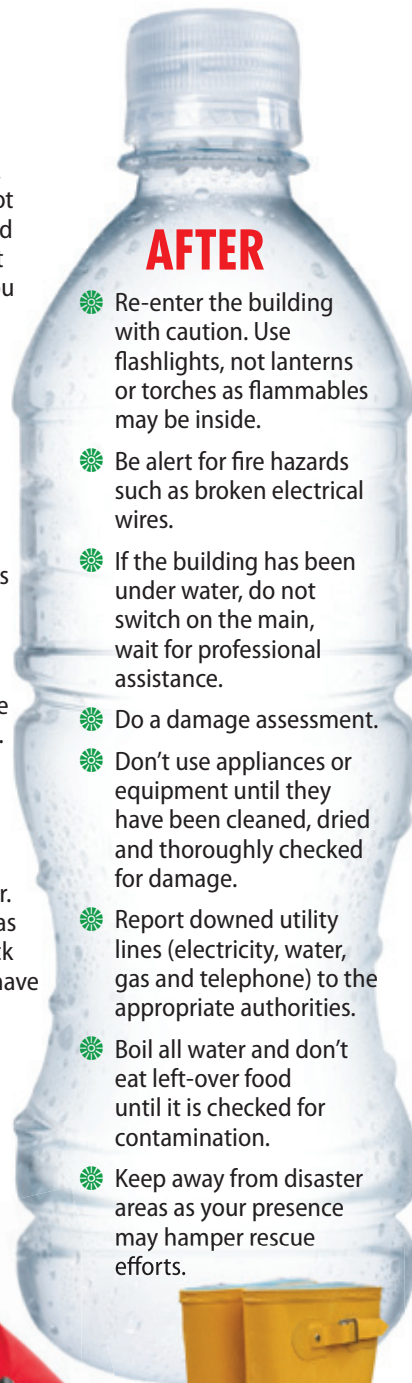 AFTER
Re-enter the building
with caution. Use
flashlights, not lanterns
or torches as flammables
may be inside.
Be alert for fire hazards
such as broken electrical
wires.
If the building has been
under water, do not
switch on the main,
wait for professional
assistance.
Do a damage assessment.
Don’t use appliances or
equipment until they
have been cleaned, dried
and thoroughly checked
for damage.
Report downed utility
lines (electricity, water,
gas and telephone) to the
appropriate authorities.
Boil all water and don’t
eat left-over food
until it is checked for
contamination.
Keep away from disaster
areas as your presence
may hamper rescue
efforts.